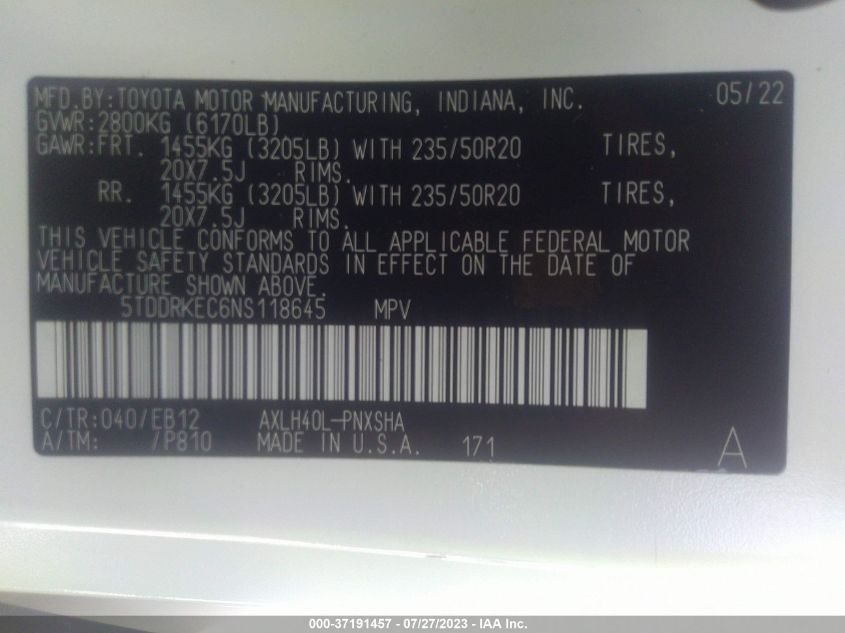 MFD.BY:TOYOTA MOTOR MANUFACTURING, INDIANA, INC. 05/22
GVWR:2800KG (6170LB)
GAWR:FRT. 1455KG (3205LB) WITH 235/50R20 TIRES,
20X7.5J RIMS.
RR. 1455KG (3205LB) WITH 235/50R20 TIRES,
20X7.5J RIMS.
THIS VEHICLE CONFORMS TO ALL APPLICABLE FEDERAL MOTOR
VEHICLE SAFETY STANDARDS IN EFFECT ON THE DATE OF
MANUFACTURE SHOWN ABOVE.
5TDDRKEC6NS118645 MPV
C/TR:040/EB12 AXLH40L-PNXSHA
A/TM: /P810 MADE IN U.S.A. 171 A
000-37191457 - 07/27/2023 - IAA Inc.